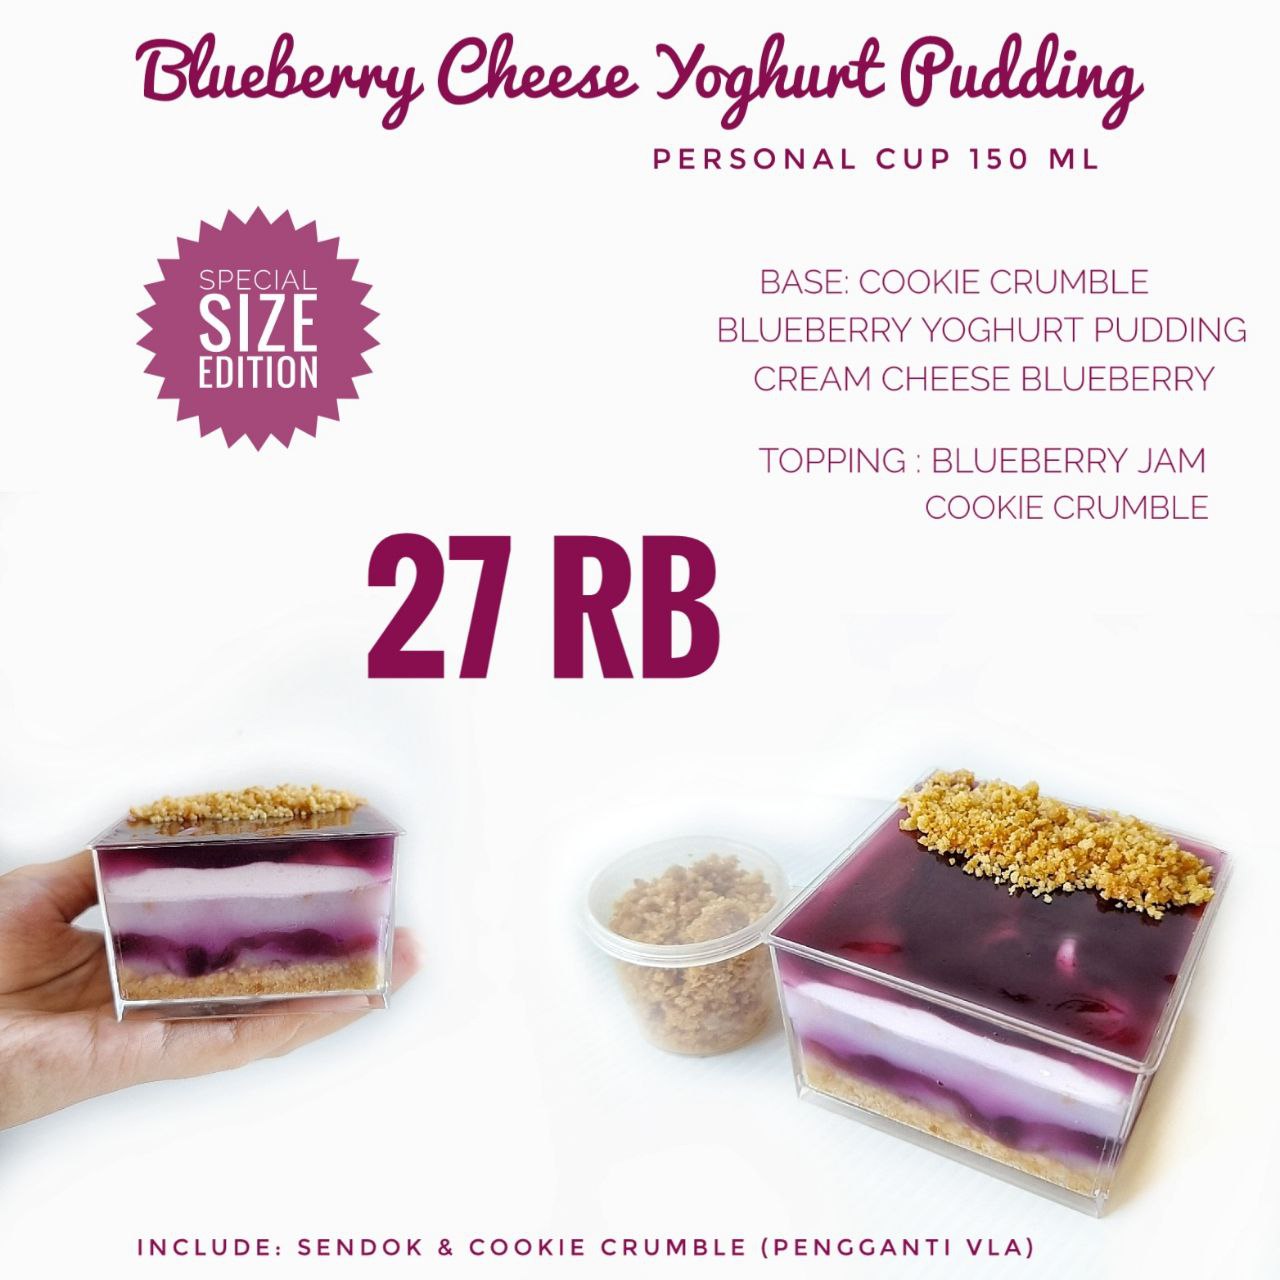 Blueberry Cheese Yoghurt Pudding
PERSONAL CUP 150 ML
SPECIAL
SIZE
EDITION
BASE: COOKIE CRUMBLE
BLUEBERRY YOGHURT PUDDING
CREAM CHEESE BLUEBERRY
TOPPING : BLUEBERRY JAM
COOKIE CRUMBLE
27 RB
INCLUDE: SENDOK & COOKIE CRUMBLE (PENGGANTI VLA)